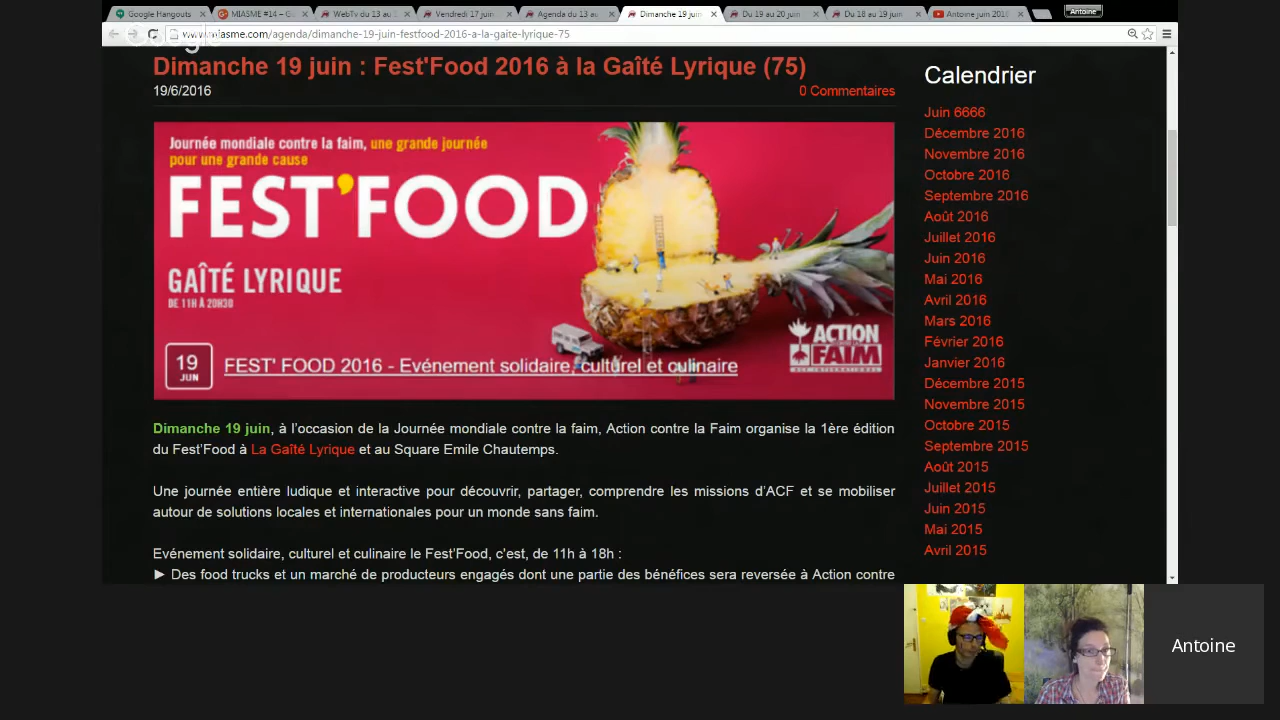 Google Hangouts
MIASME #14 – G
WebTv du 13 au 1
Vendredi 17 juin
Agenda du 13 au
Dimanche 19 juin
Du 19 au 20 juin
Du 18 au 19 juin
Antoine juin 2016
Antoine
www.miasme.com/agenda/dimanche-19-juin-festfood-2016-a-la-gaite-lyrique-75
Google
Dimanche 19 juin : Fest'Food 2016 à la Gaîté Lyrique (75)
19/6/2016
0 Commentaires
Journée mondiale contre la faim, une grande journée
pour une grande cause
FEST'FOOD
GAÎTÉ LYRIQUE
DE 11H À 20H30
ACTION
CONTRE LA
FAIM
ACF INTERNATIONAL
19
JUN
FEST' FOOD 2016 - Evénement solidaire, culturel et culinaire
Dimanche 19 juin, à l'occasion de la Journée mondiale contre la faim, Action contre la Faim organise la 1ère édition
du Fest'Food à La Gaîté Lyrique et au Square Emile Chautemps.
Une journée entière ludique et interactive pour découvrir, partager, comprendre les missions d'ACF et se mobiliser
autour de solutions locales et internationales pour un monde sans faim.
Evénement solidaire, culturel et culinaire le Fest'Food, c'est, de 11h à 18h :
► Des food trucks et un marché de producteurs engagés dont une partie des bénéfices sera reversée à Action contre
Calendrier
Juin 6666
Décembre 2016
Novembre 2016
Octobre 2016
Septembre 2016
Août 2016
Juillet 2016
Juin 2016
Mai 2016
Avril 2016
Mars 2016
Février 2016
Janvier 2016
Décembre 2015
Novembre 2015
Octobre 2015
Septembre 2015
Août 2015
Juillet 2015
Juin 2015
Mai 2015
Avril 2015
Antoine